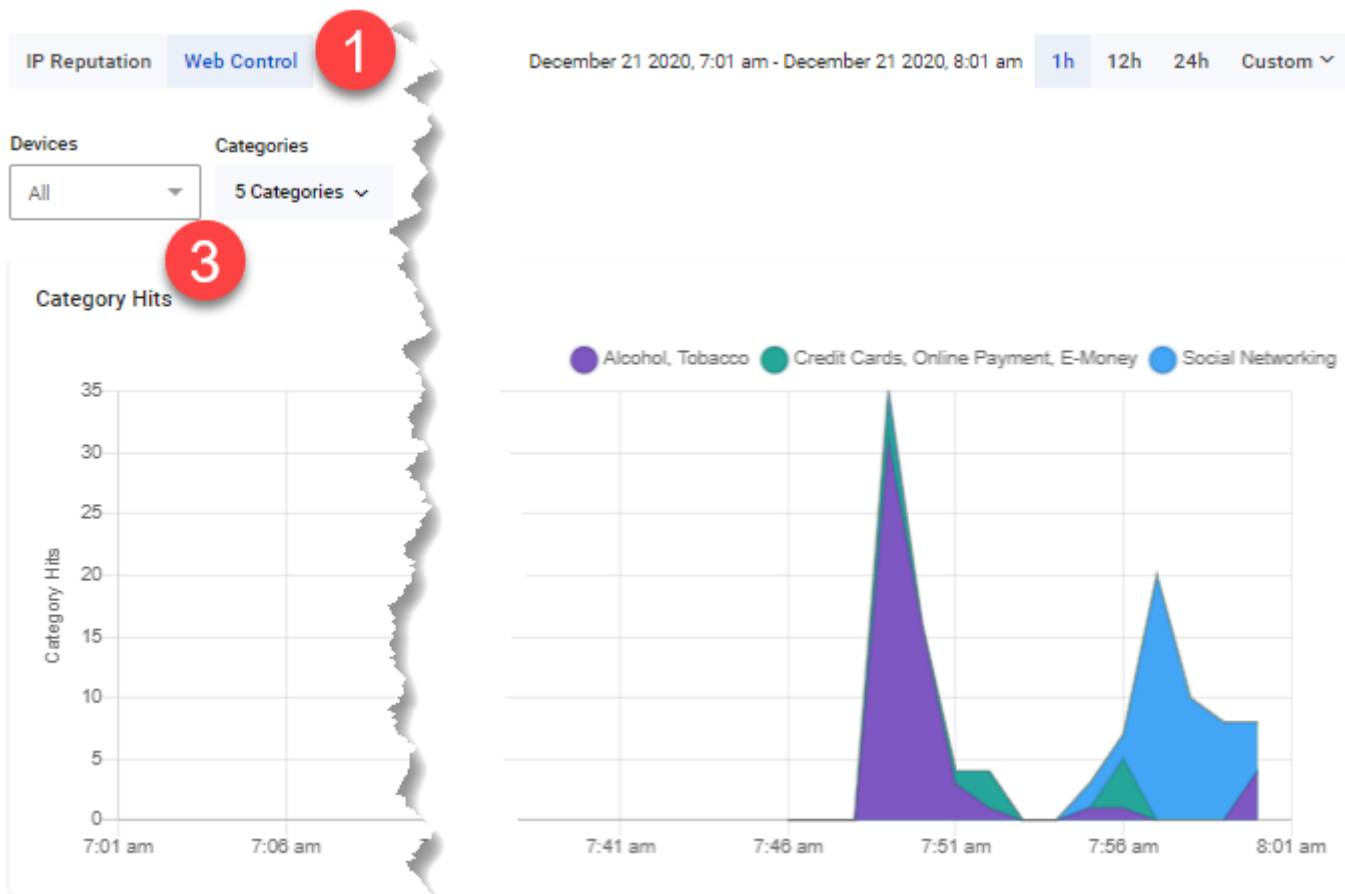 IP Reputation Web Control 1 December 21 2020, 7:01 am - December 21 2020, 8:01 am 1h 12h 24h Custom
Devices Categories
All 5 Categories
3
Category Hits
Alcohol, Tobacco Credit Cards, Online Payment, E-Money Social Networking
35
30
25
20
15
10
5
0
Category Hits
7:01 am 7:06 am 7:41 am 7:46 am 7:51 am 7:56 am 8:01 am